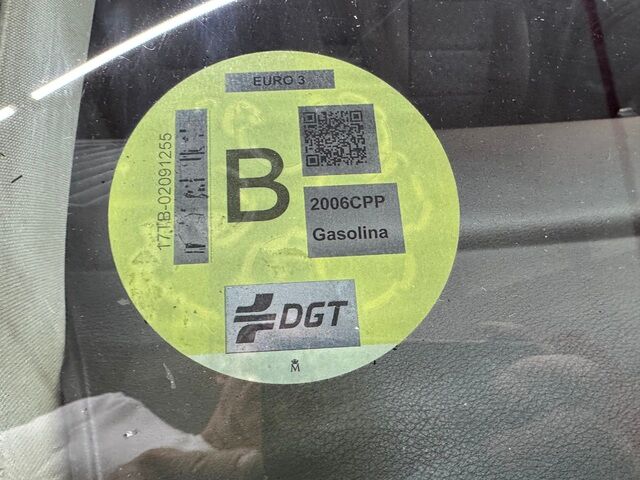 EURO 3
17TB-02091255
B
2006CPP
Gasolina
DGT
M